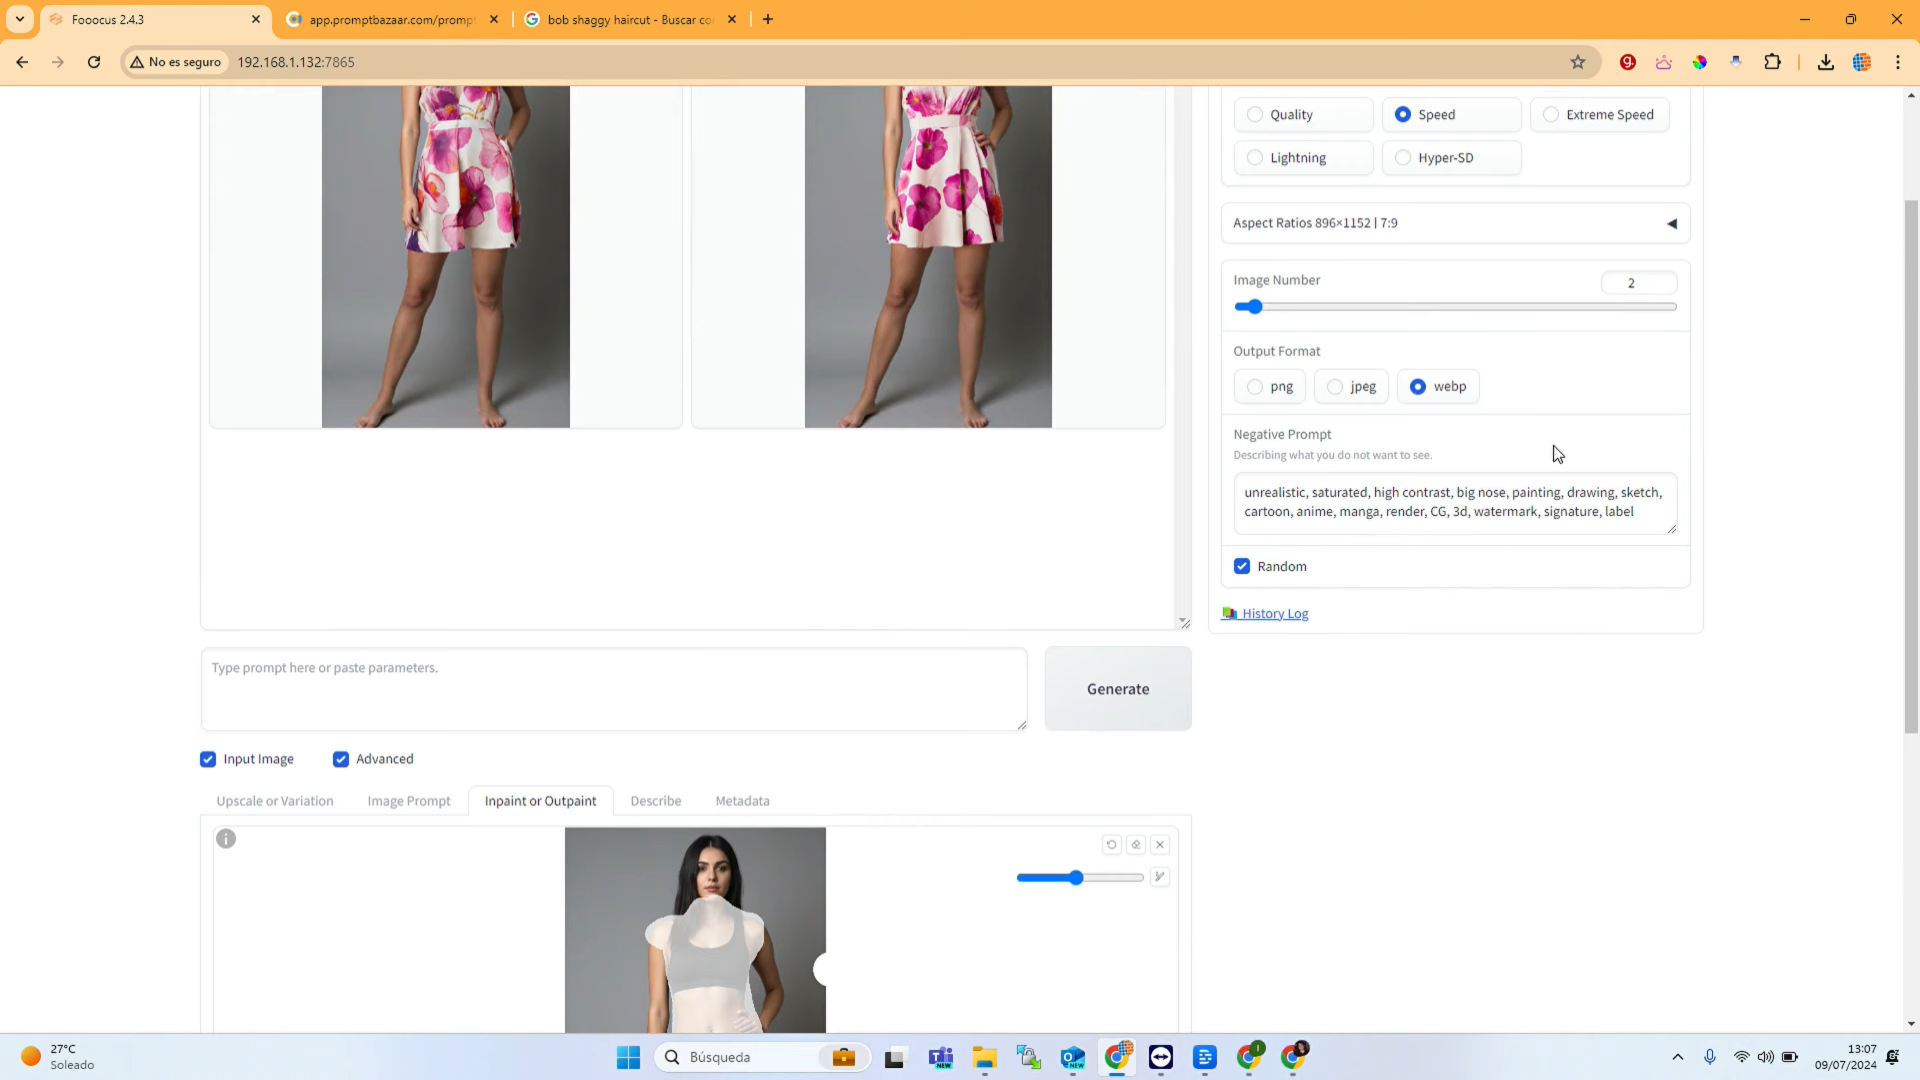 Fooocus 2.4.3
app.promptbazaar.com/prompt
bob shaggy haircut - Buscar co
No es seguro
192.168.1.132:7865
Quality
Speed
Extreme Speed
Lightning
Hyper-SD
Aspect Ratios 896×1152 | 7:9
Image Number
2
Output Format
png
jpeg
webp
Negative Prompt
Describing what you do not want to see.
unrealistic, saturated, high contrast, big nose, painting, drawing, sketch,
cartoon, anime, manga, render, CG, 3d, watermark, signature, label
Random
History Log
Type prompt here or paste parameters.
Generate
Input Image
Advanced
Upscale or Variation
Image Prompt
Inpaint or Outpaint
Describe
Metadata
27°C
Soleado
Búsqueda
NEW
NEW
13:07
09/07/2024